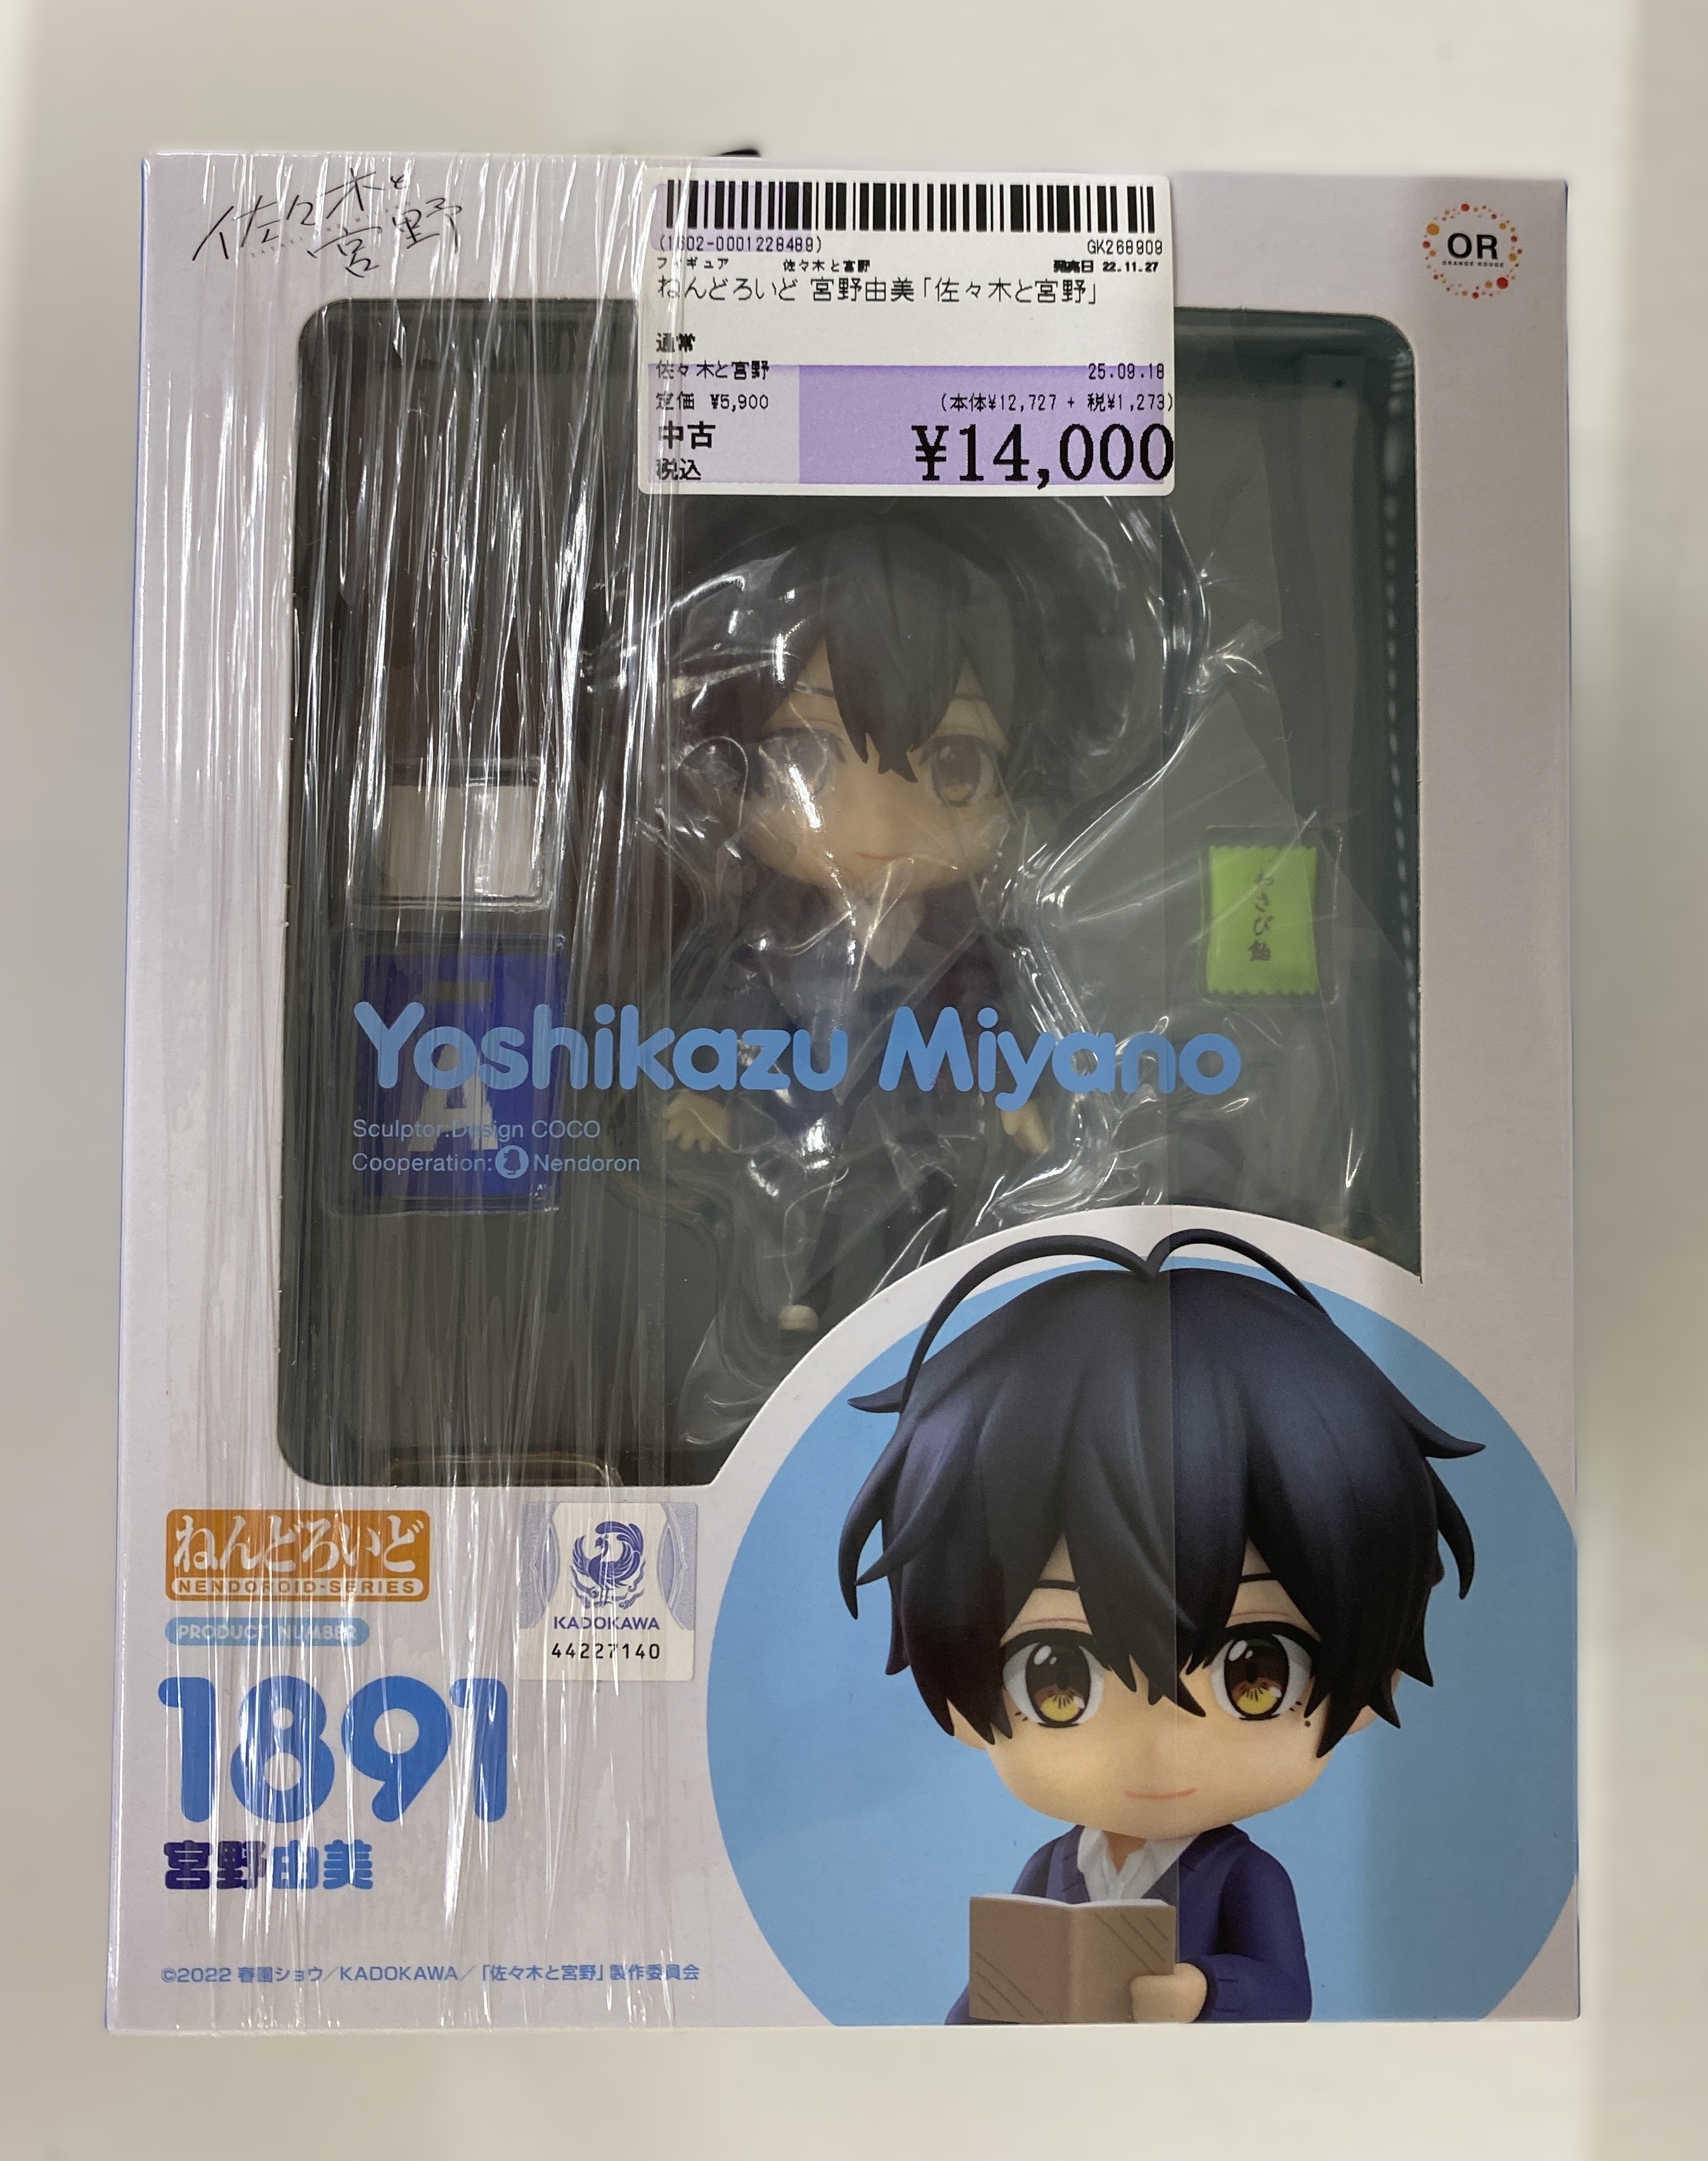 佐々木と宮野
(1602-0001228489) GK268809
フィギュア 佐々木と宮野 発売日 22.11.27
ねんどろいど 宮野由美「佐々木と宮野」
通常
佐々木と宮野 25.09.18
定価 ¥5,900 (本体¥12,727 + 税¥1,273)
中古
税込 ¥14,000
OR
ORANGE ROUGE
わさび飴
Yoshikazu Miyano
Sculptor:Design COCO
Cooperation: Nendoron
ねんどろいど
NENDOROID-SERIES
PRODUCT NUMBER
1891
宮野由美
KADOKAWA
44227140
©2022 春園ショウ/KADOKAWA/「佐々木と宮野」製作委員会